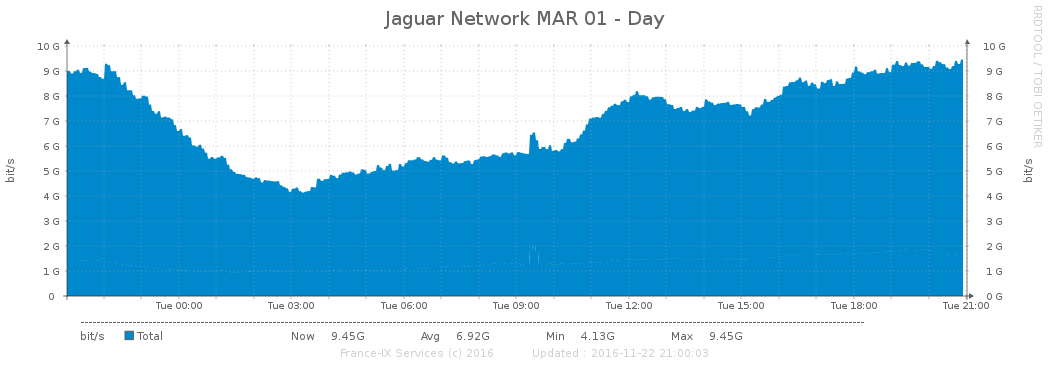 Jaguar Network MAR 01 - Day
RRDTOOL / TOBI OETIKER
bit/s
10 G
9 G
8 G
7 G
6 G
5 G
4 G
3 G
2 G
1 G
0
10 G
9 G
8 G
7 G
6 G
5 G
4 G
3 G
2 G
1 G
0 G
bit/s
Tue 00:00 Tue 03:00 Tue 06:00 Tue 09:00 Tue 12:00 Tue 15:00 Tue 18:00 Tue 21:00
bit/s Total Now 9.45G Avg 6.92G Min 4.13G Max 9.45G
France-IX Services (c) 2016 Updated : 2016-11-22 21:00:03